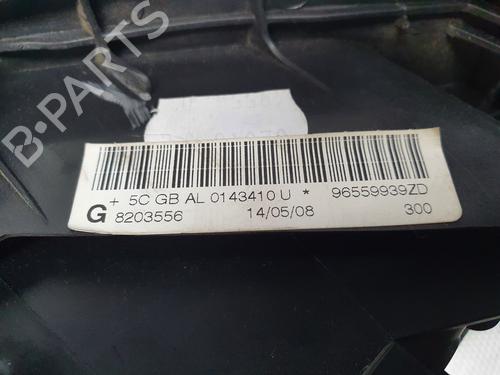 B-PARTS
+ 5C GB AL 0143410 U * 96559939ZD
G 8203556 14/05/08 300